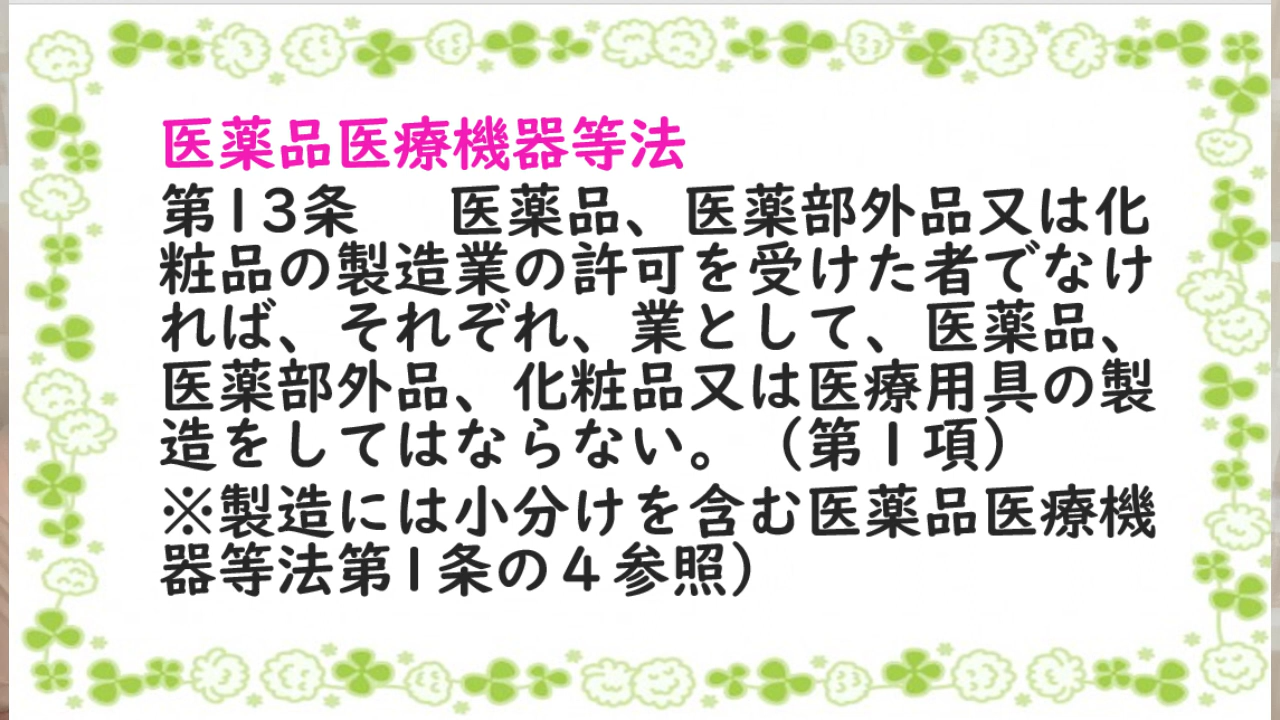 医薬品医療機器等法
第13条　医薬品、医薬部外品又は化
粧品の製造業の許可を受けた者でなけ
れば、それぞれ、業として、医薬品、
医薬部外品、化粧品又は医療用具の製
造をしてはならない。（第１項）
※製造には小分けを含む医薬品医療機
器等法第1条の４参照）